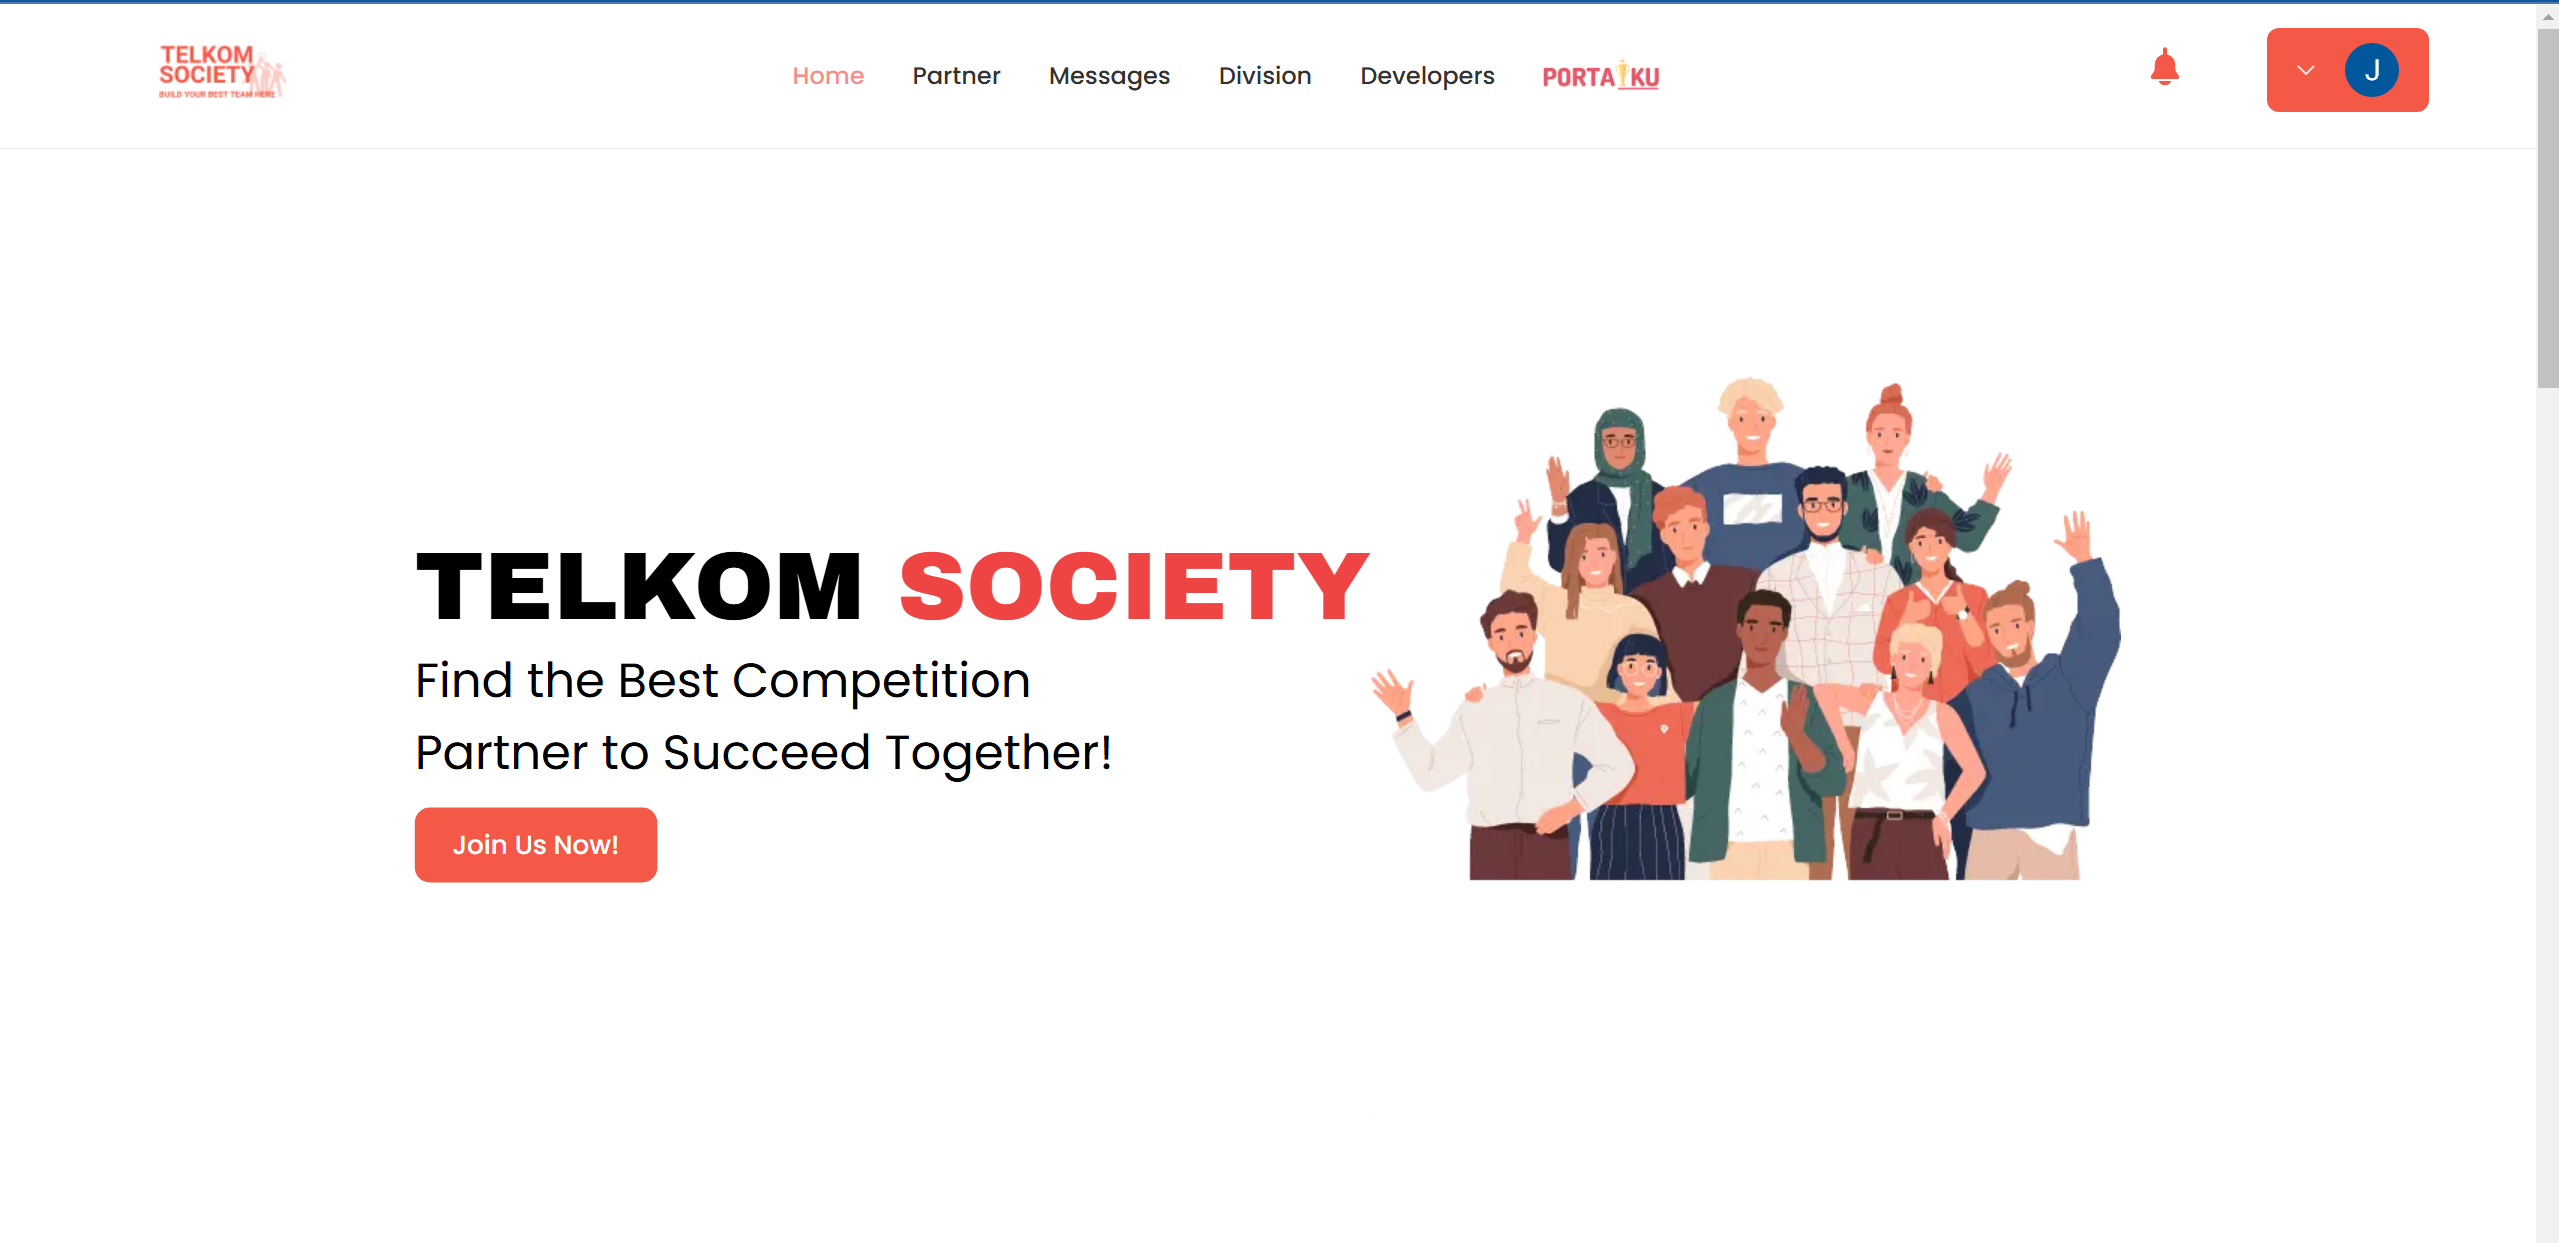 TELKOM
SOCIETY
BUILD YOUR BEST TEAM HERE
Home Partner Messages Division Developers PORTALKU
J
TELKOM SOCIETY
Find the Best Competition
Partner to Succeed Together!
Join Us Now!